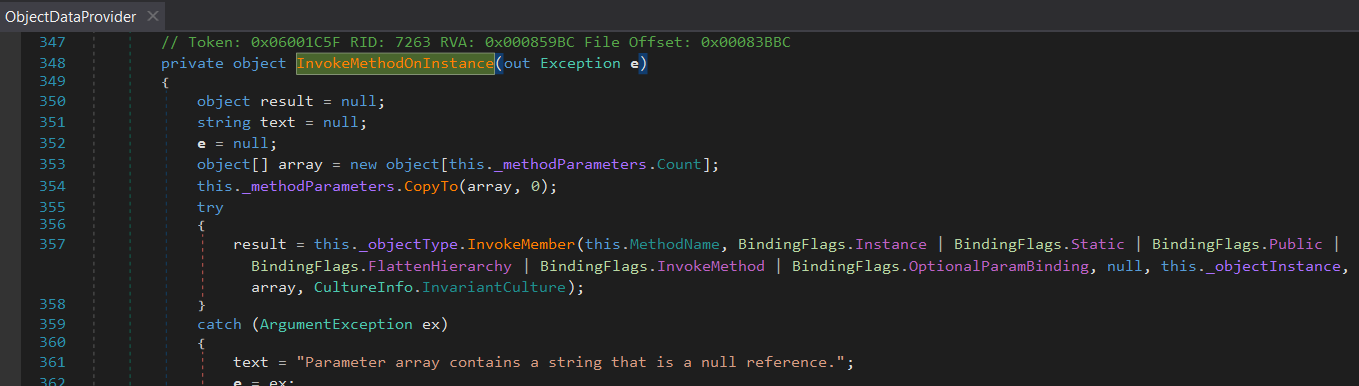 ObjectDataProvider ×
347 // Token: 0x06001C5F RID: 7263 RVA: 0x000859BC File Offset: 0x00083BBC
348 private object InvokeMethodOnInstance(out Exception e)
349 {
350 object result = null;
351 string text = null;
352 e = null;
353 object[] array = new object[this._methodParameters.Count];
354 this._methodParameters.CopyTo(array, 0);
355 try
356 {
357 result = this._objectType.InvokeMember(this.MethodName, BindingFlags.Instance | BindingFlags.Static | BindingFlags.Public |
BindingFlags.FlattenHierarchy | BindingFlags.InvokeMethod | BindingFlags.OptionalParamBinding, null, this._objectInstance,
array, CultureInfo.InvariantCulture);
358 }
359 catch (ArgumentException ex)
360 {
361 text = "Parameter array contains a string that is a null reference.";
362 e = ex;